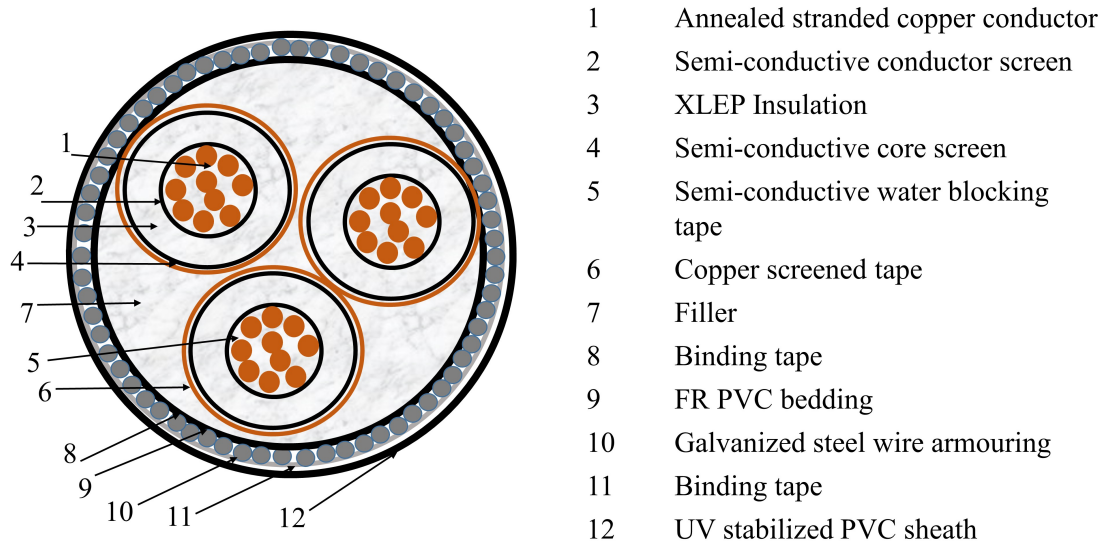 1 Annealed stranded copper conductor
2 Semi-conductive conductor screen
3 XLEP Insulation
4 Semi-conductive core screen
5 Semi-conductive water blocking
tape
6 Copper screened tape
7 Filler
8 Binding tape
9 FR PVC bedding
10 Galvanized steel wire armouring
11 Binding tape
12 UV stabilized PVC sheath
1
2
3
4
7
5
6
8
9
10
11
12